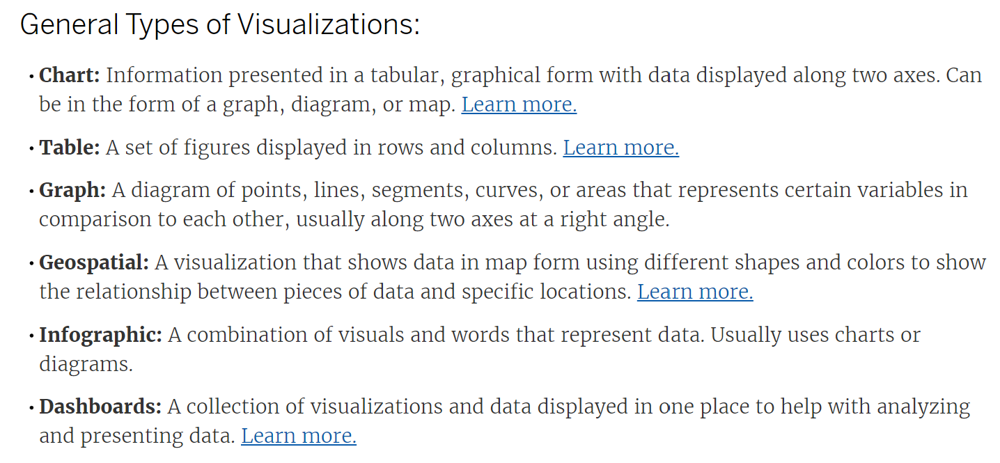 General Types of Visualizations:
• Chart: Information presented in a tabular, graphical form with data displayed along two axes. Can
be in the form of a graph, diagram, or map. Learn more.
• Table: A set of figures displayed in rows and columns. Learn more.
• Graph: A diagram of points, lines, segments, curves, or areas that represents certain variables in
comparison to each other, usually along two axes at a right angle.
• Geospatial: A visualization that shows data in map form using different shapes and colors to show
the relationship between pieces of data and specific locations. Learn more.
• Infographic: A combination of visuals and words that represent data. Usually uses charts or
diagrams.
• Dashboards: A collection of visualizations and data displayed in one place to help with analyzing
and presenting data. Learn more.